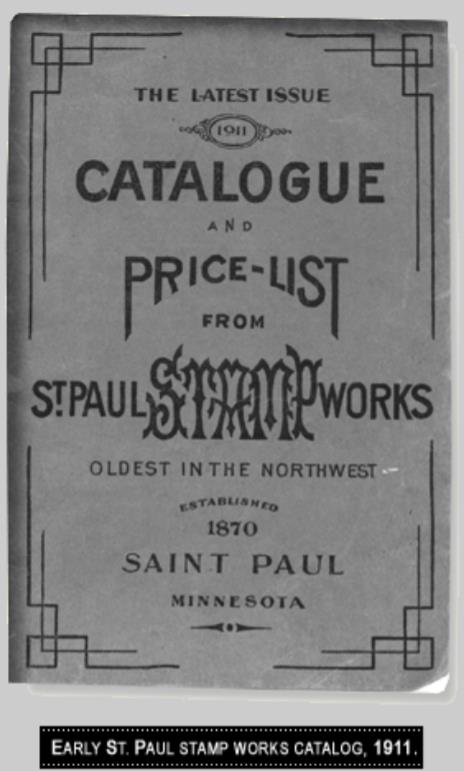 THE LATEST ISSUE
1911
CATALOGUE
AND
PRICE-LIST
FROM
ST. PAUL STAMP WORKS
OLDEST IN THE NORTHWEST
ESTABLISHED
1870
SAINT PAUL
MINNESOTA
EARLY ST. PAUL STAMP WORKS CATALOG, 1911.